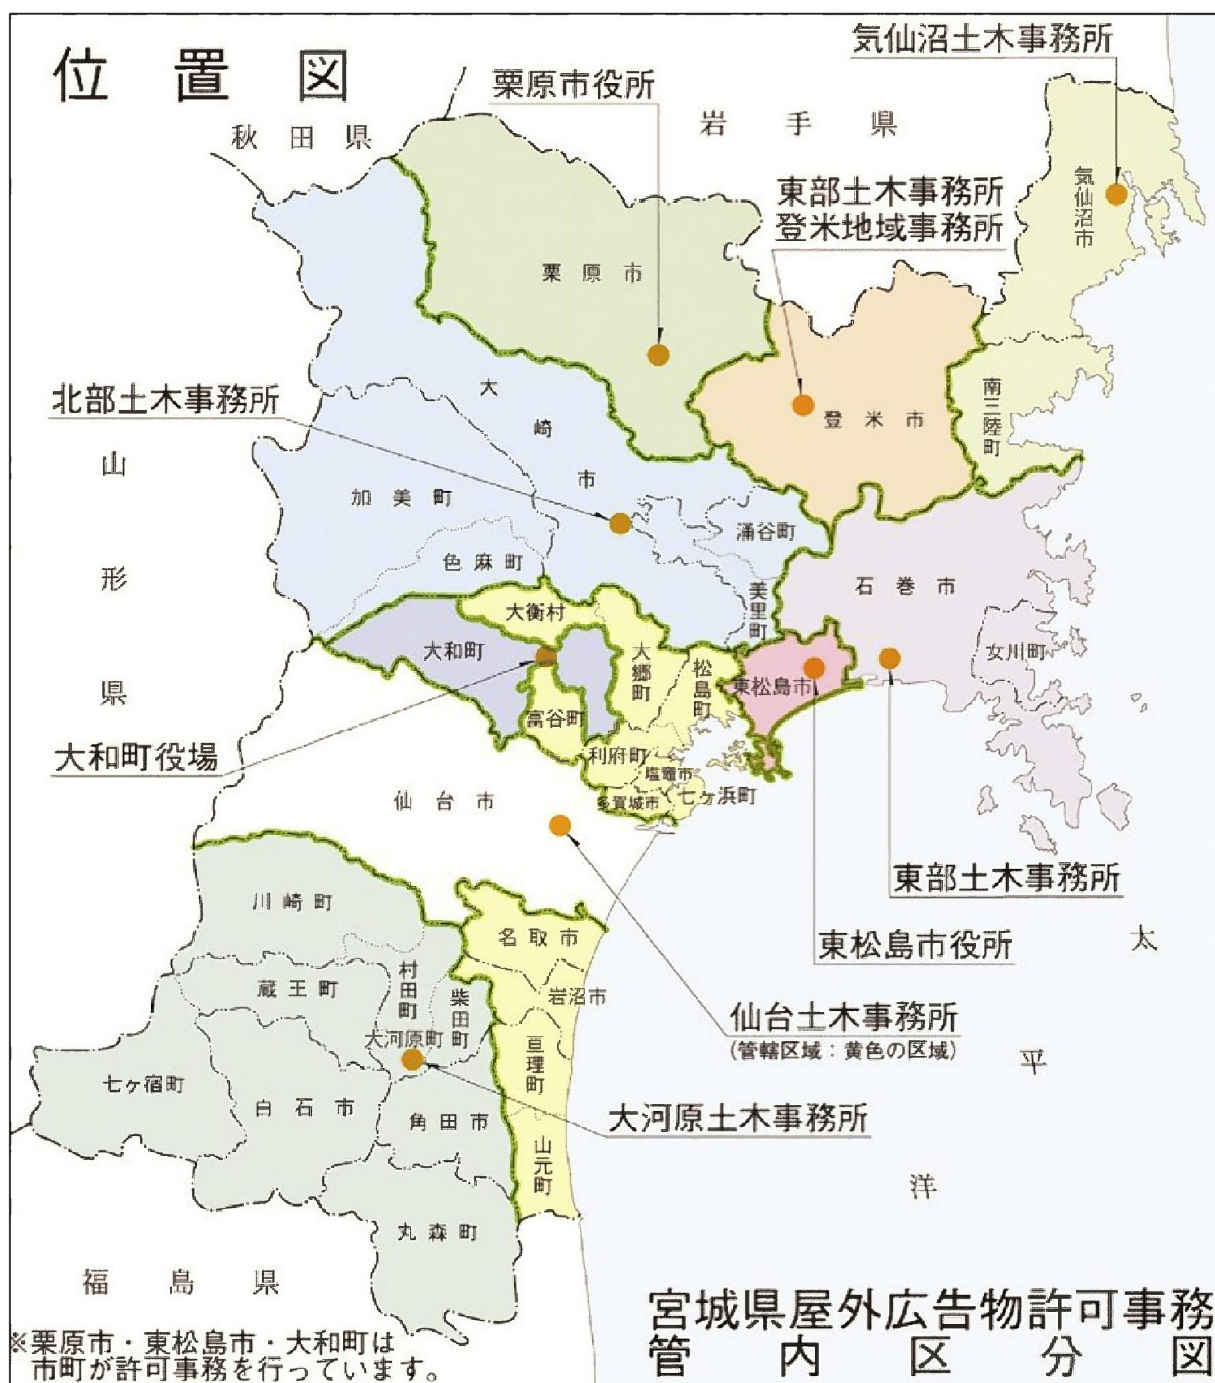 位置図
気仙沼土木事務所
栗原市役所
秋田県
岩手県
東部土木事務所
登米地域事務所
気仙沼市
栗原市
北部土木事務所
大崎市
登米市
南三陸町
山形県
加美町
涌谷町
色麻町
美里町
石巻市
大衡村
大和町
大郷町
松島町
東松島市
女川町
富谷町
大和町役場
利府町
塩竈市
仙台市
多賀城市
七ヶ浜町
東部土木事務所
川崎町
名取市
東松島市役所
太平洋
蔵王町
村田町
柴田町
岩沼市
仙台土木事務所
(管轄区域:黄色の区域)
大河原町
亘理町
七ヶ宿町
白石市
角田市
大河原土木事務所
山元町
丸森町
福島県
宮城県屋外広告物許可事務
管内区分図
※栗原市・東松島市・大和町は
市町が許可事務を行っています。